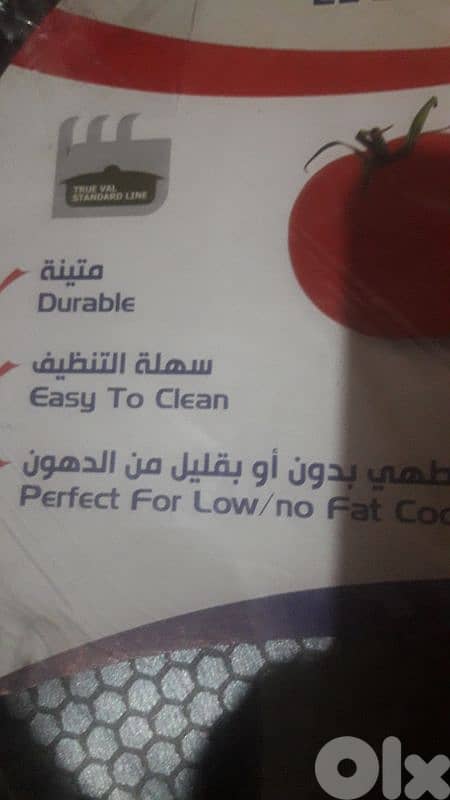 TRUE VAL
STANDARD LINE
متينة
Durable
سهلة التنظيف
Easy To Clean
بدون أو بقليل من الدهون
Perfect For Low/no Fat
Olx